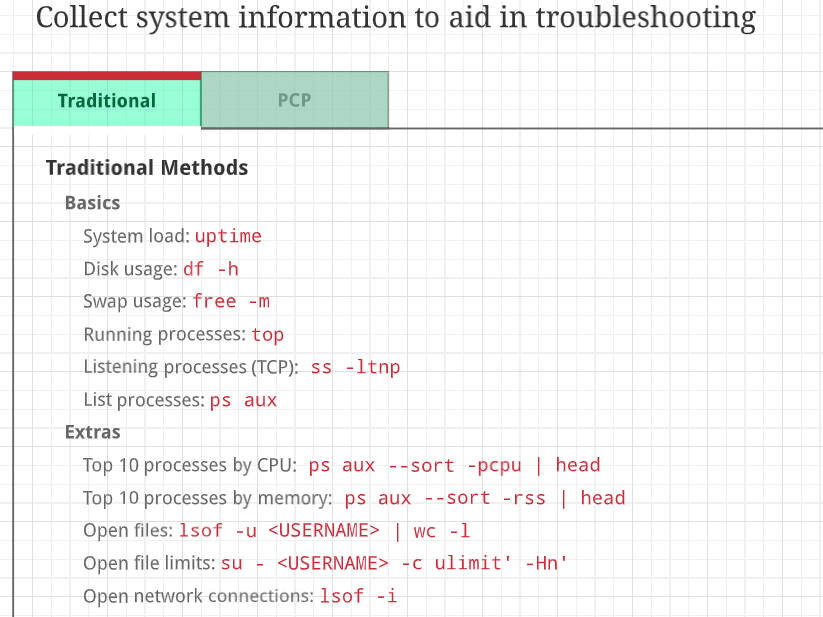 Collect system information to aid in troubleshooting
Traditional
PCP
Traditional Methods
Basics
System load: uptime
Disk usage: df -h
Swap usage: free -m
Running processes: top
Listening processes (TCP): ss -ltnp
List processes: ps aux
Extras
Top 10 processes by CPU: ps aux --sort -pcpu | head
Top 10 processes by memory: ps aux --sort -rss | head
Open files: lsof -u <USERNAME> | wc -l
Open file limits: su - <USERNAME> -c ulimit' -Hn'
Open network connections: lsof -i